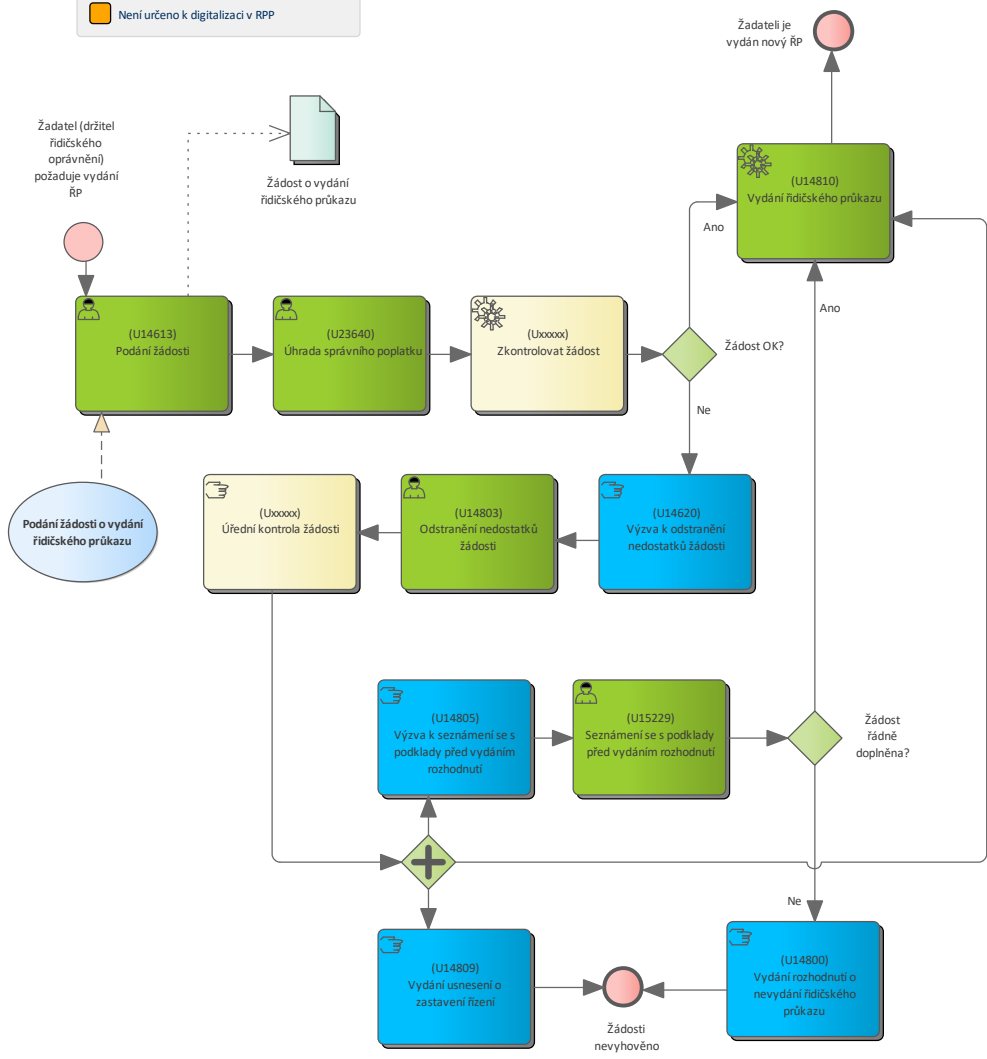 Není určeno k digitalizaci v RPP
Žadateli je
vydán nový ŘP
Žadatel (držitel
řidičského
oprávnění)
požaduje vydání
ŘP
Žádost o vydání
řidičského průkazu
(U14810)
Vydání řidičského průkazu
Ano
Ano
(U14613)
Podání žádosti
(U23640)
Úhrada správního poplatku
(Uxxxxx)
Zkontrolovat žádost
Žádost OK?
Ne
Podání žádosti o vydání
řidičského průkazu
(Uxxxxx)
Úřední kontrola žádosti
(U14803)
Odstranění nedostatků
žádosti
(U14620)
Výzva k odstranění
nedostatků žádosti
(U14805)
Výzva k seznámení se s
podklady před vydáním
rozhodnutí
(U15229)
Seznámení se s podklady
před vydáním rozhodnutí
Žádost
řádně
doplněna?
Ne
(U14809)
Vydání usnesení o
zastavení řízení
Žádosti
nevyhověno
(U14800)
Vydání rozhodnutí o
nevydání řidičského
průkazu